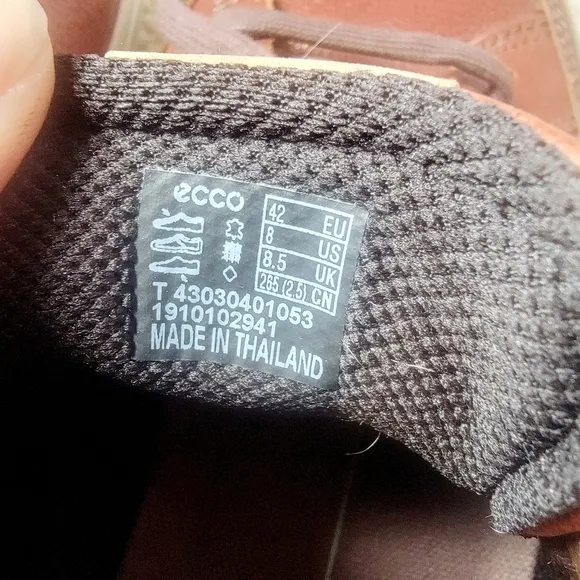 ecco
42 EU
8 US
8.5 UK
265 (2.5) CN
T 43030401053
1910102941
MADE IN THAILAND